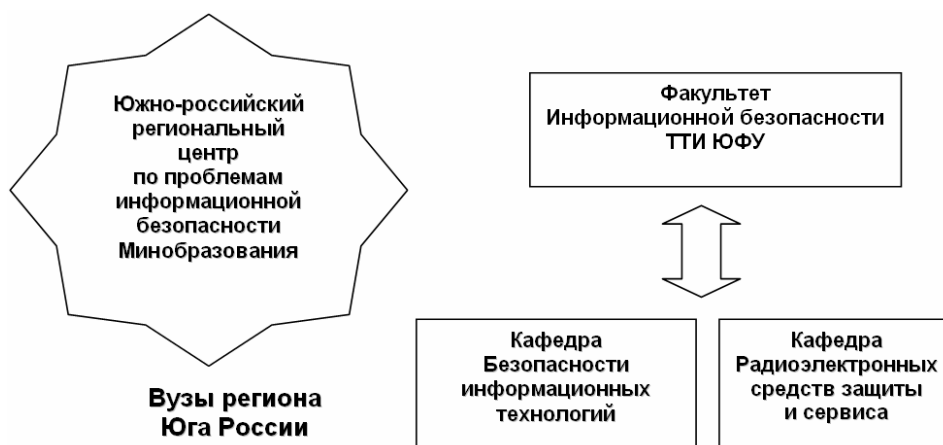 Южно-российский
региональный
центр
по проблемам
информационной
безопасности
Минобразования
Вузы региона
Юга России
Факультет
Информационной безопасности
ТТИ ЮФУ
Кафедра
Безопасности
информационных
технологий
Кафедра
Радиоэлектронных
средств защиты
и сервиса